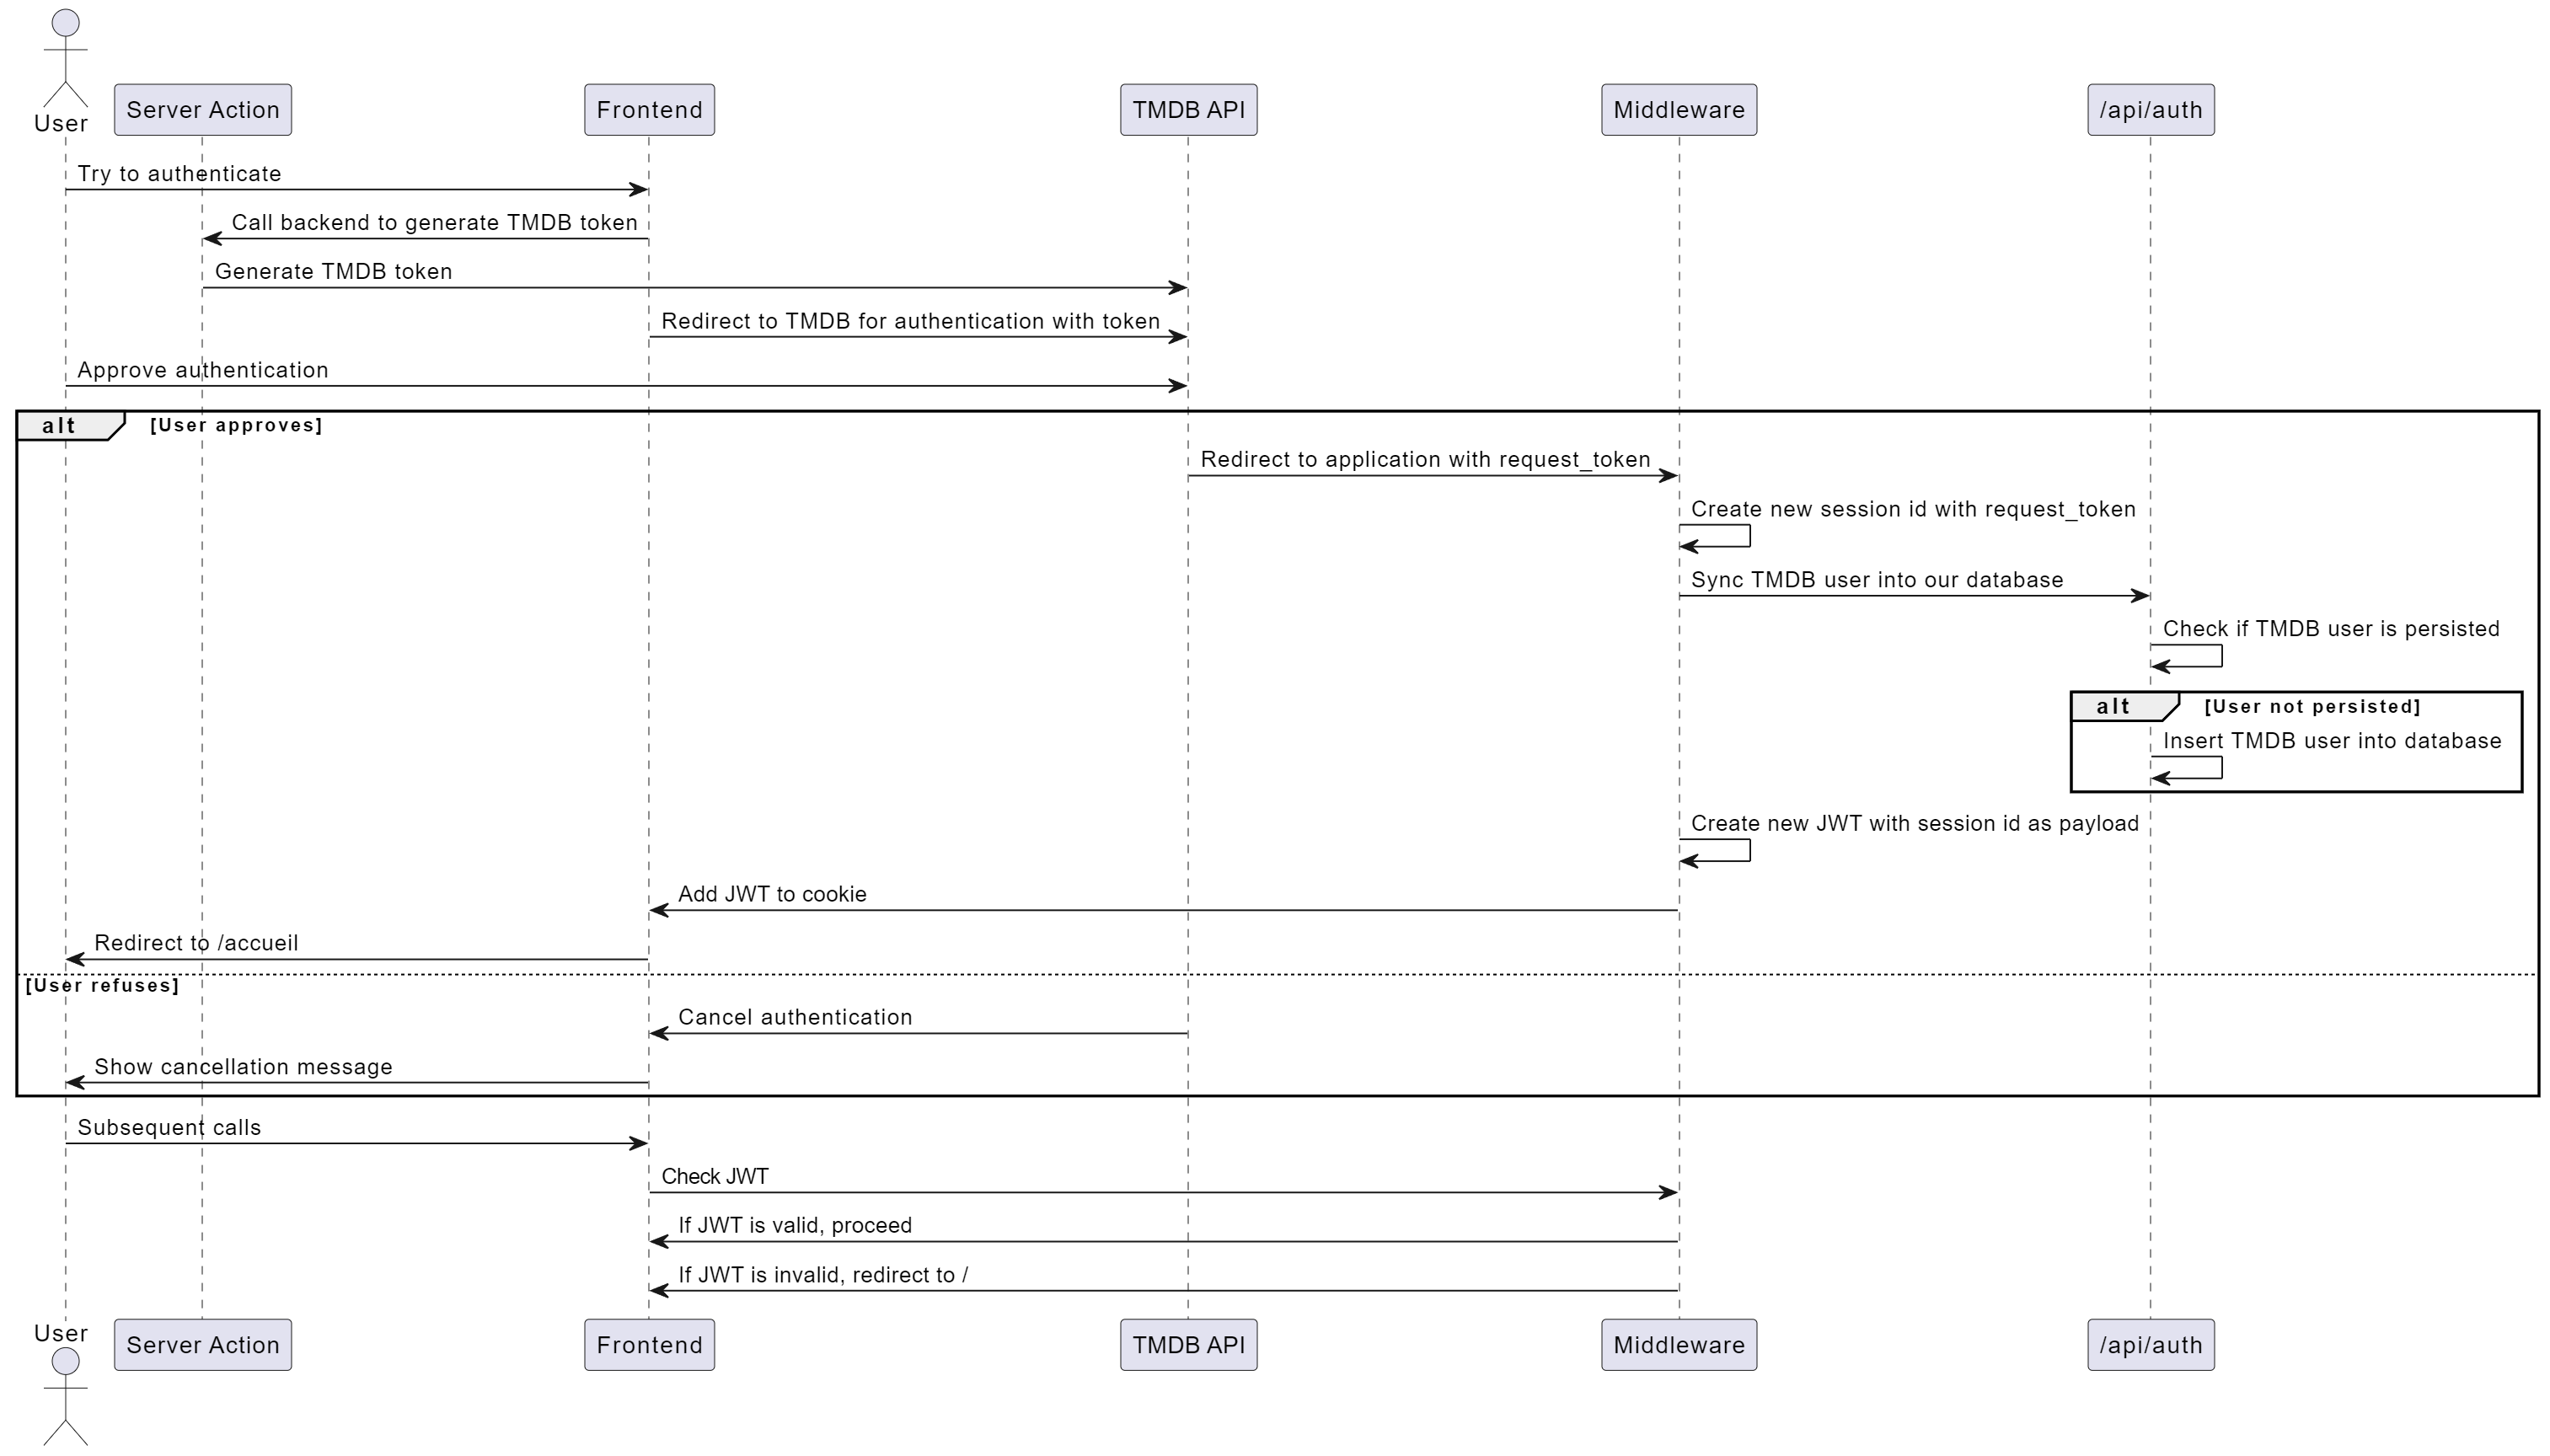 User
Server Action
Frontend
TMDB API
Middleware
/api/auth
Try to authenticate
Call backend to generate TMDB token
Generate TMDB token
Redirect to TMDB for authentication with token
Approve authentication
alt [User approves]
Redirect to application with request_token
Create new session id with request_token
Sync TMDB user into our database
Check if TMDB user is persisted
alt [User not persisted]
Insert TMDB user into database
Create new JWT with session id as payload
Add JWT to cookie
Redirect to /accueil
[User refuses]
Cancel authentication
Show cancellation message
Subsequent calls
Check JWT
If JWT is valid, proceed
If JWT is invalid, redirect to /
User
Server Action
Frontend
TMDB API
Middleware
/api/auth